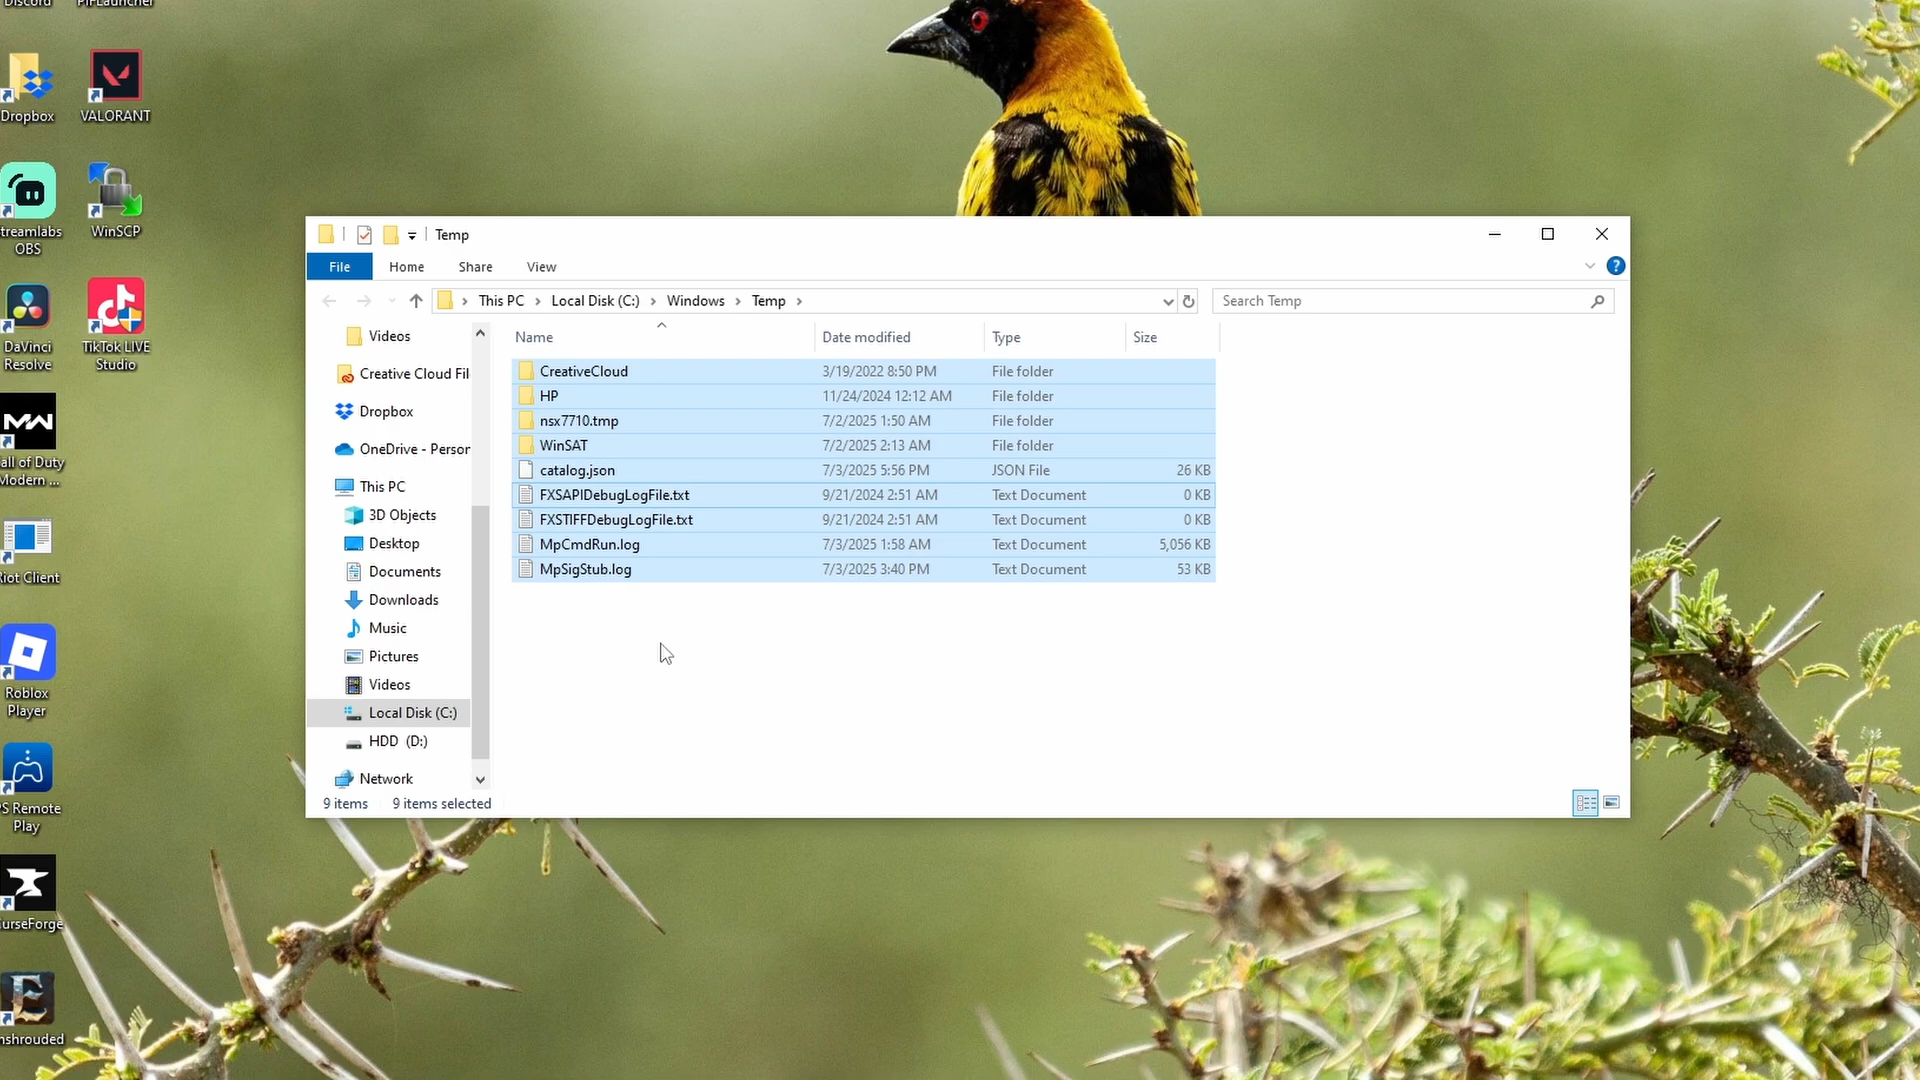 Discord
Dropbox
VALORANT
treamlabs
OBS
WinSCP
DaVinci
Resolve
TikTok LIVE
Studio
all of Duty
Modern ...
Riot Client
Roblox
Player
PS Remote
Play
urseForge
nshrouded
Temp
File
Home
Share
View
?
This PC
Local Disk (C:)
Windows
Temp
Search Temp
Videos
Creative Cloud Fil
Dropbox
OneDrive - Person
This PC
3D Objects
Desktop
Documents
Downloads
Music
Pictures
Videos
Local Disk (C:)
HDD (D:)
Network
Name Date modified Type Size
CreativeCloud 3/19/2022 8:50 PM File folder
HP 11/24/2024 12:12 AM File folder
nsx7710.tmp 7/2/2025 1:50 AM File folder
WinSAT 7/2/2025 2:13 AM File folder
catalog.json 7/3/2025 5:56 PM JSON File 26 KB
FXSAPIDebugLogFile.txt 9/21/2024 2:51 AM Text Document 0 KB
FXSTIFFDebugLogFile.txt 9/21/2024 2:51 AM Text Document 0 KB
MpCmdRun.log 7/3/2025 1:58 AM Text Document 5,056 KB
MpSigStub.log 7/3/2025 3:40 PM Text Document 53 KB
9 items 9 items selected